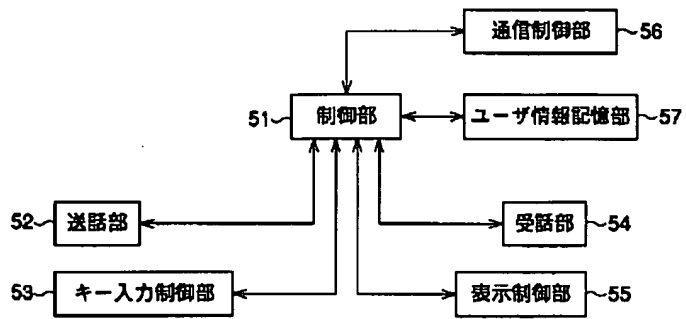 通信制御部 56
51 制御部
ユーザ情報記憶部 57
52 送話部
受話部 54
53 キー入力制御部
表示制御部 55